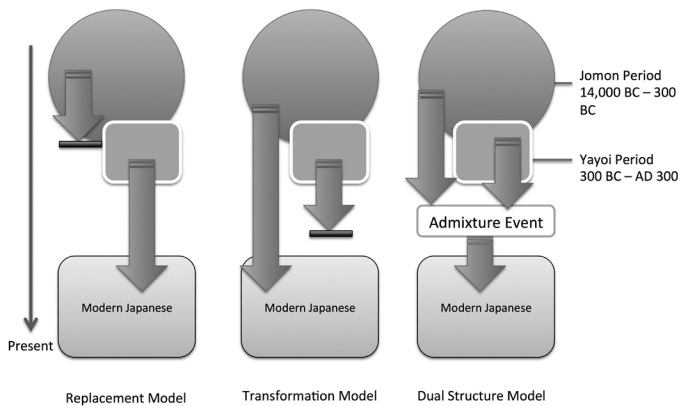 Jomon Period
14,000 BC – 300
BC
Yayoi Period
300 BC – AD 300
Admixture Event
Modern Japanese
Modern Japanese
Modern Japanese
Present
Replacement Model
Transformation Model
Dual Structure Model